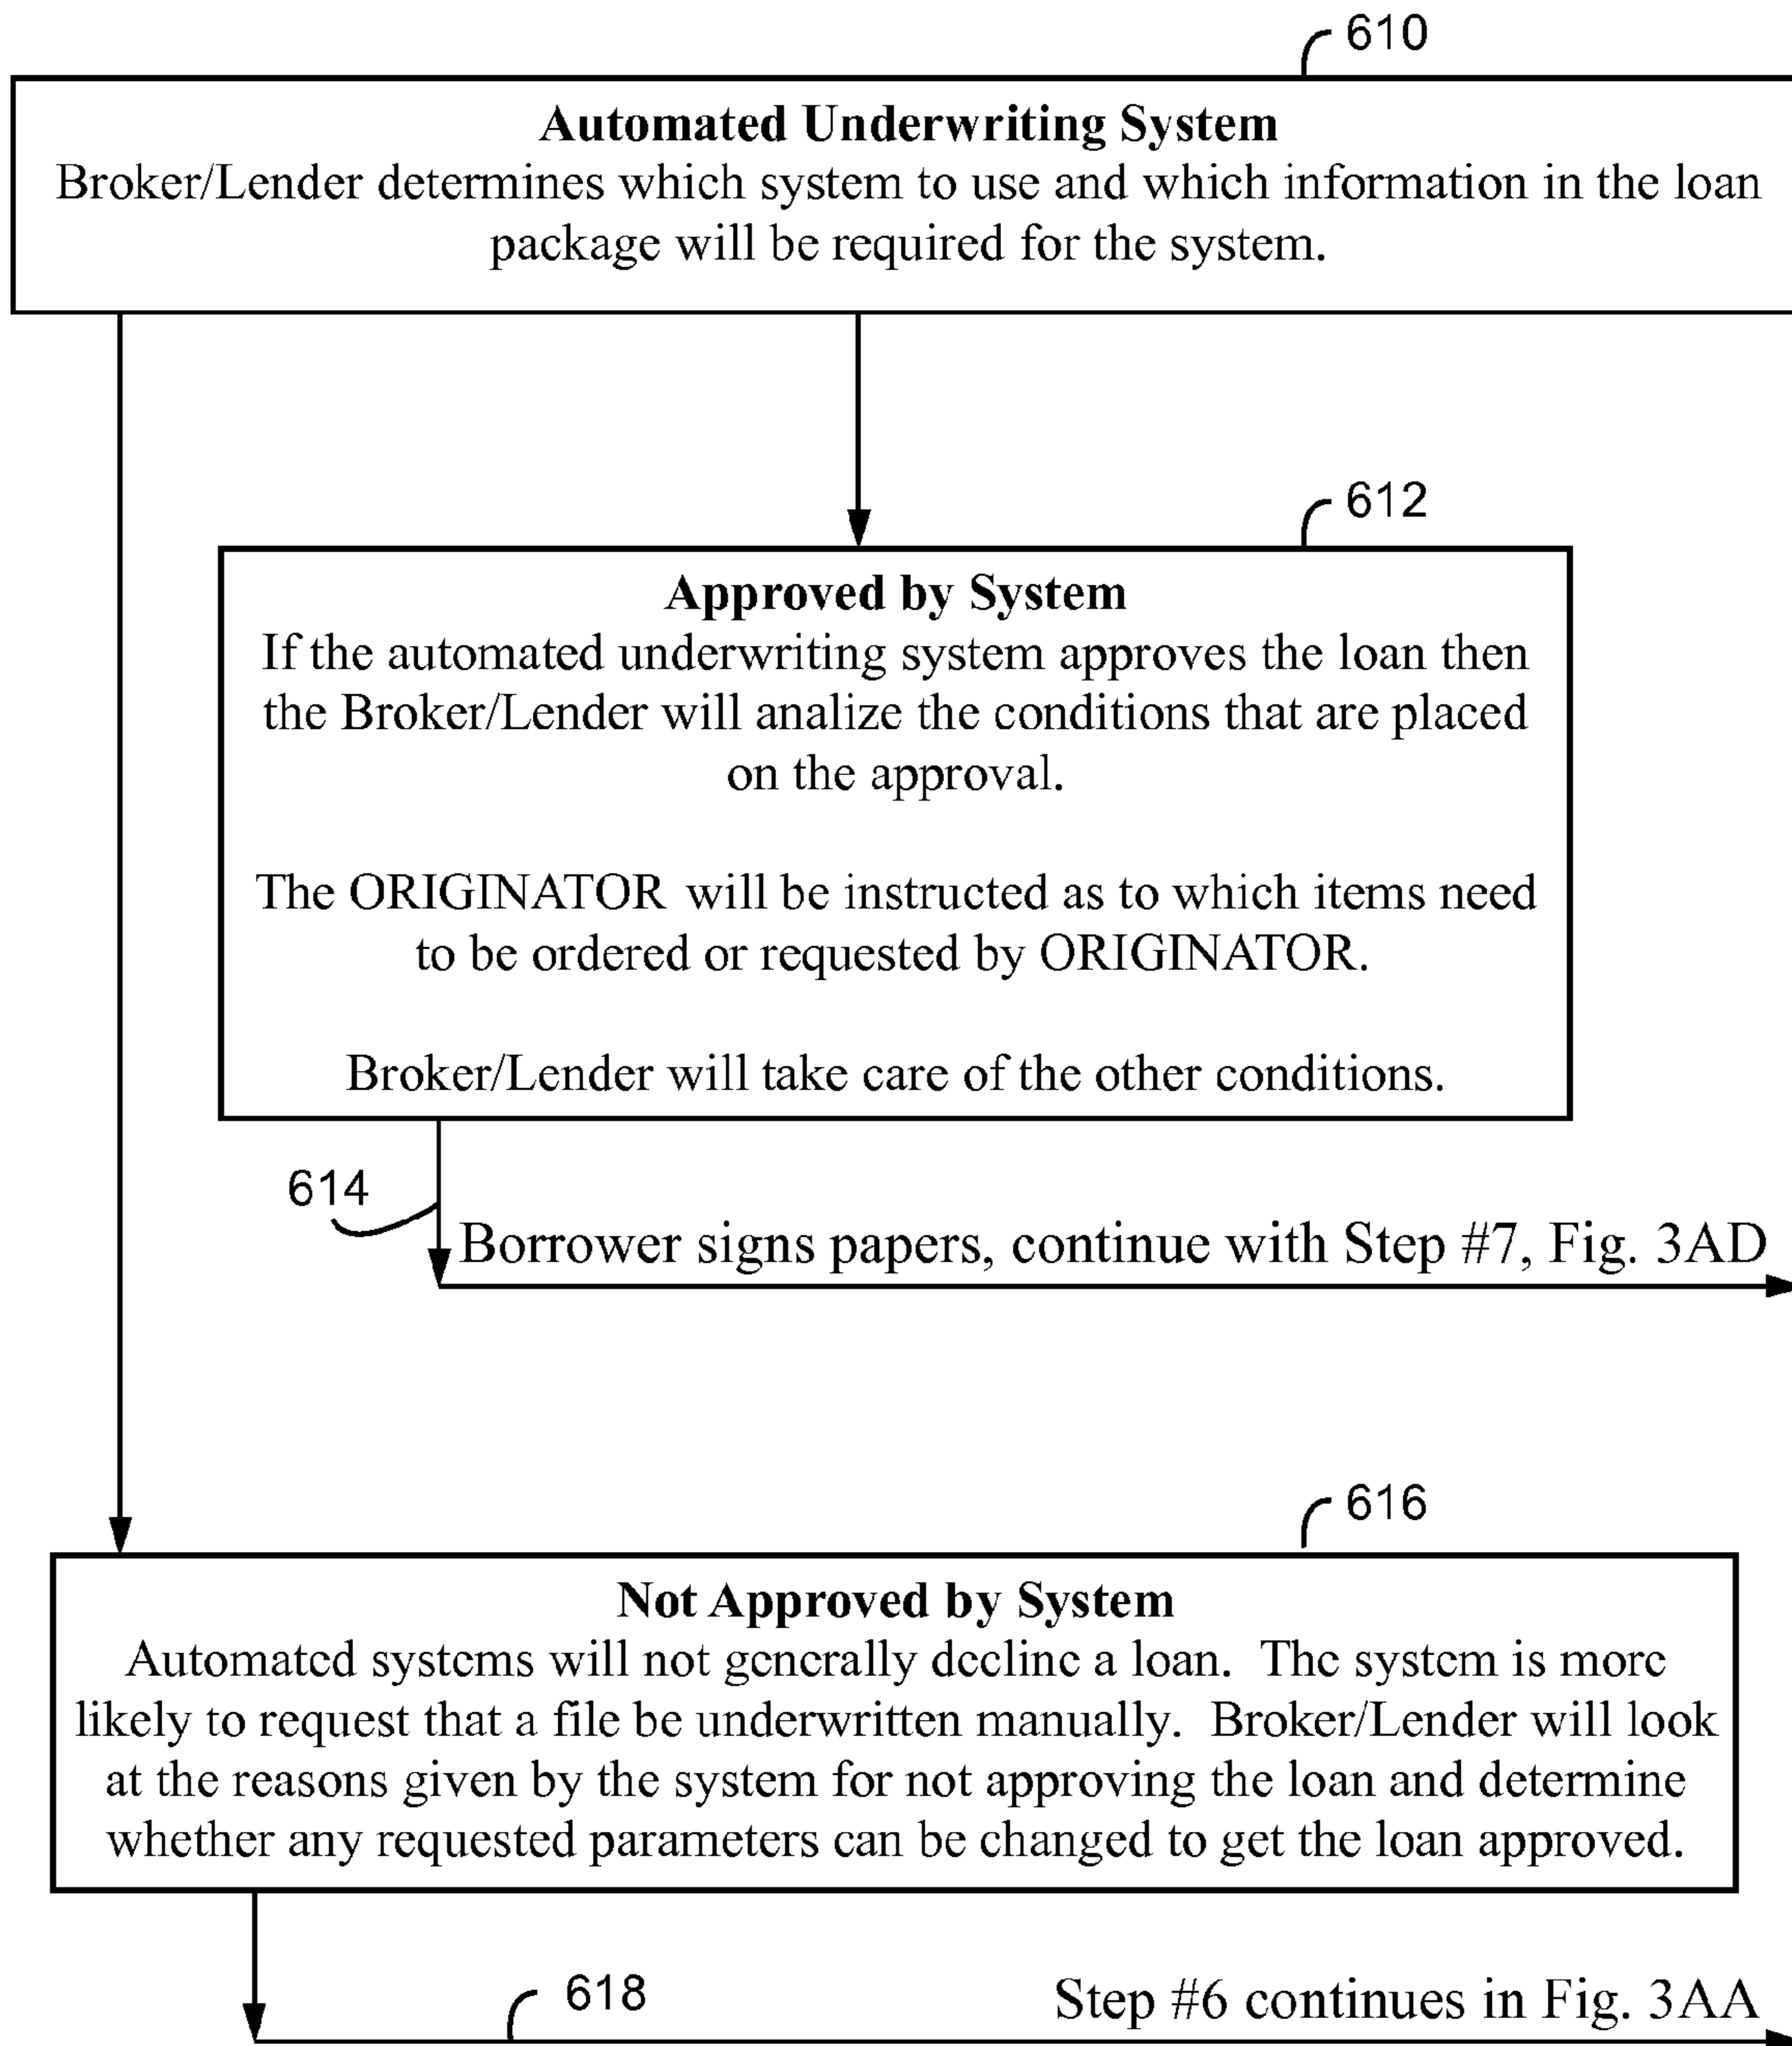 610
Automated Underwriting System
Broker/Lender determines which system to use and which information in the loan
package will be required for the system.
612
Approved by System
If the automated underwriting system approves the loan then
the Broker/Lender will analize the conditions that are placed
on the approval.
The ORIGINATOR will be instructed as to which items need
to be ordered or requested by ORIGINATOR.
Broker/Lender will take care of the other conditions.
614
Borrower signs papers, continue with Step #7, Fig. 3AD
616
Not Approved by System
Automated systems will not generally decline a loan. The system is more
likely to request that a file be underwritten manually. Broker/Lender will look
at the reasons given by the system for not approving the loan and determine
whether any requested parameters can be changed to get the loan approved.
618
Step #6 continues in Fig. 3AA